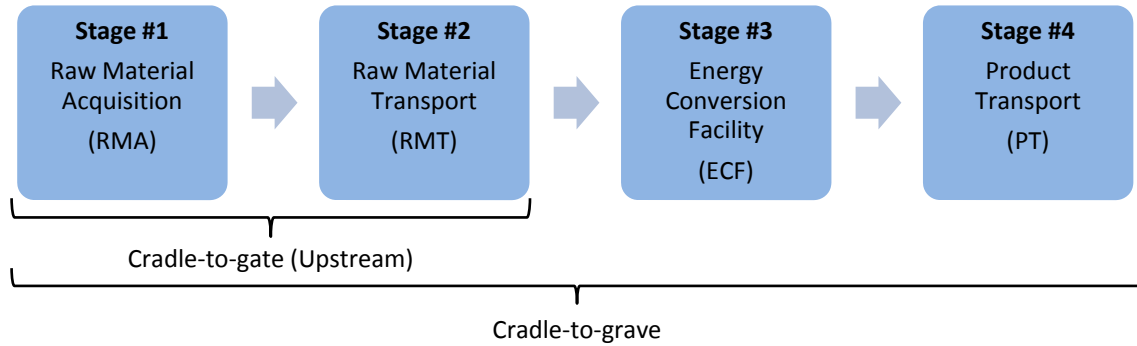 Stage #1
Raw Material
Acquisition
(RMA)
Stage #2
Raw Material
Transport
(RMT)
Stage #3
Energy
Conversion
Facility
(ECF)
Stage #4
Product
Transport
(PT)
Cradle-to-gate (Upstream)
Cradle-to-grave